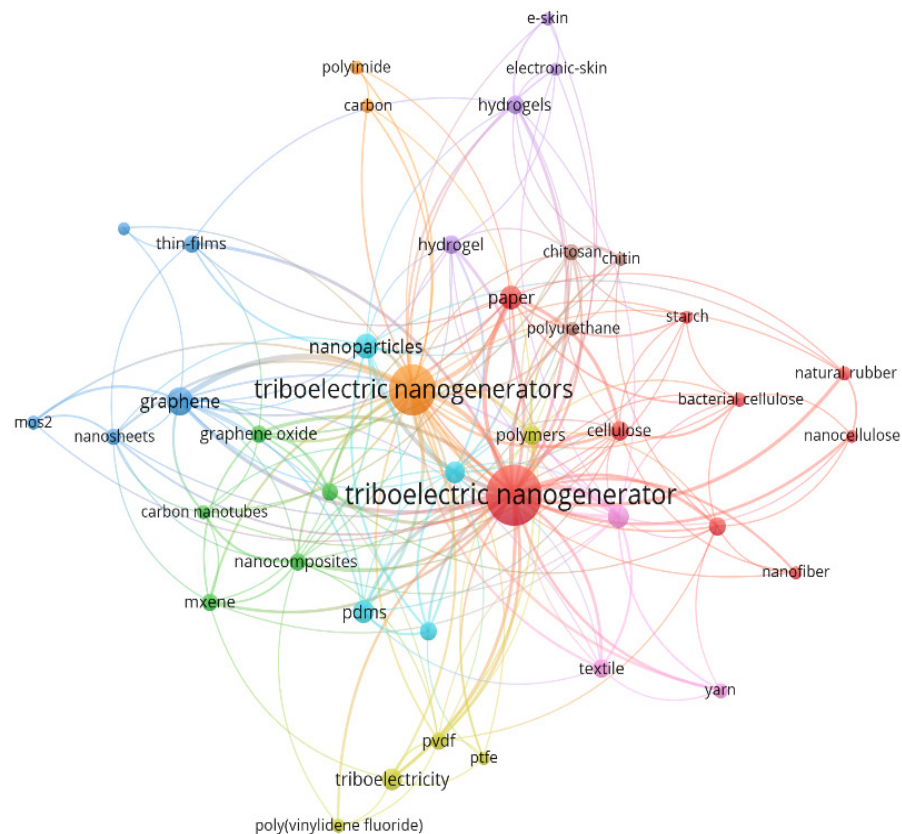 e-skin
polyimide
electronic-skin
carbon
hydrogels
thin-films
hydrogel
chitosan
chitin
paper
starch
polyurethane
nanoparticles
natural rubber
triboelectric nanogenerators
graphene
bacterial cellulose
mos2
nanosheets
graphene oxide
polymers
cellulose
nanocellulose
triboelectric nanogenerator
carbon nanotubes
nanocomposites
nanofiber
mxene
pdms
textile
yarn
pvdf
ptfe
triboelectricity
poly(vinylidene fluoride)